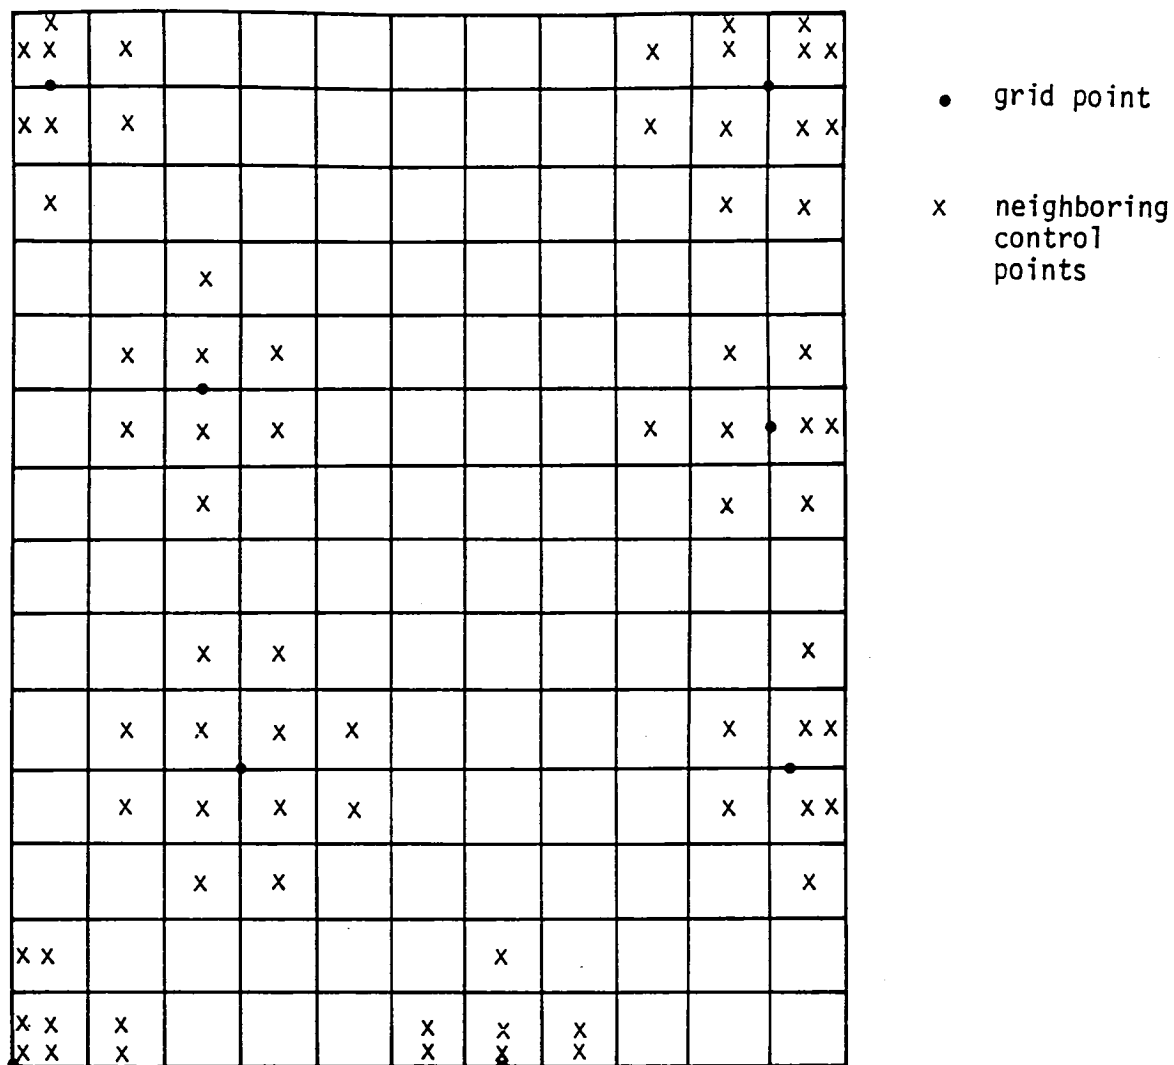 X X X
X X X X X X X X
• grid point
X X X X X X X
X X X
x neighboring
control
points
X
X X X X X
X X X X X X X
X X X
X X X
X X X X X X X
X X X X X X X
X X X
X X X
X X X X X X
X X X X X X